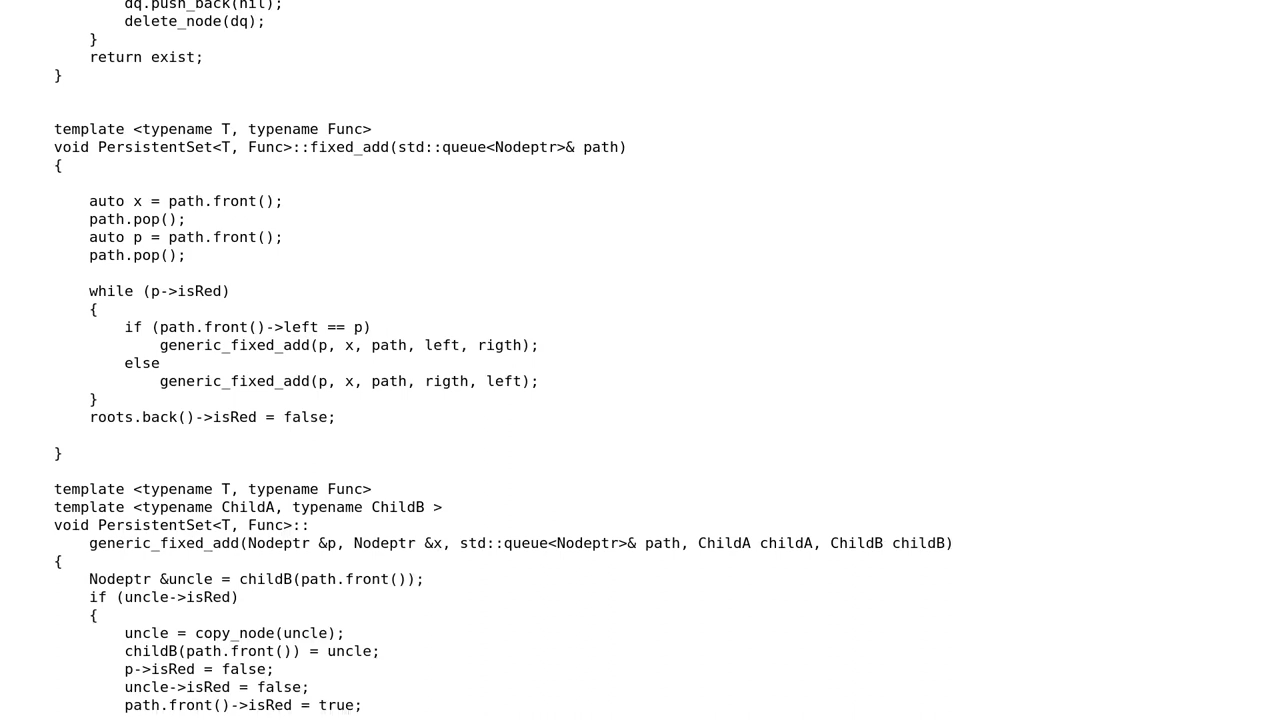 dq.push_back(nil);
delete_node(dq);
}
return exist;
}
template <typename T, typename Func>
void PersistentSet<T, Func>::fixed_add(std::queue<Nodeptr>& path)
{
auto x = path.front();
path.pop();
auto p = path.front();
path.pop();
while (p->isRed)
{
if (path.front()->left == p)
generic_fixed_add(p, x, path, left, rigth);
else
generic_fixed_add(p, x, path, rigth, left);
}
roots.back()->isRed = false;
}
template <typename T, typename Func>
template <typename ChildA, typename ChildB >
void PersistentSet<T, Func>::
generic_fixed_add(Nodeptr &p, Nodeptr &x, std::queue<Nodeptr>& path, ChildA childA, ChildB childB)
{
Nodeptr &uncle = childB(path.front());
if (uncle->isRed)
{
uncle = copy_node(uncle);
childB(path.front()) = uncle;
p->isRed = false;
uncle->isRed = false;
path.front()->isRed = true;